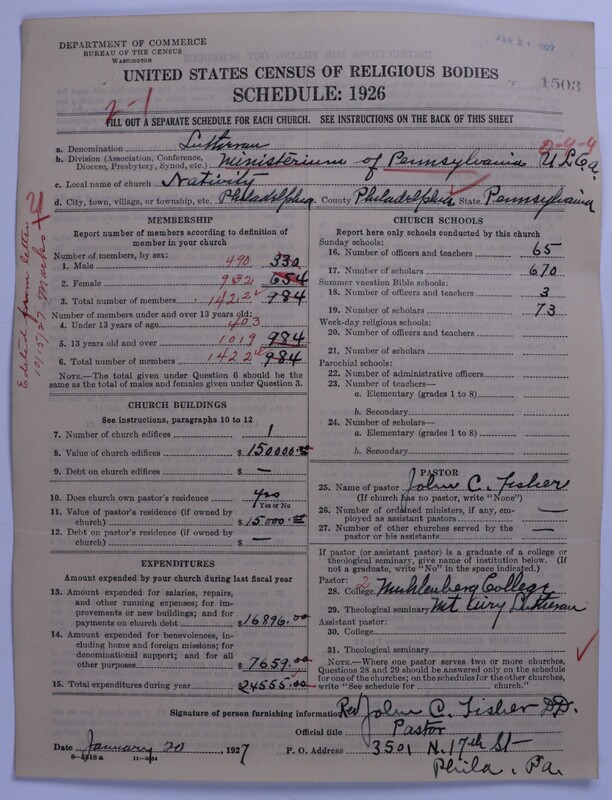 DEPARTMENT OF COMMERCE
BUREAU OF THE CENSUS
WASHINGTON
UNITED STATES CENSUS OF RELIGIOUS BODIES
1503
SCHEDULE: 1926
2-1
FILL OUT A SEPARATE SCHEDULE FOR EACH CHURCH. SEE INSTRUCTIONS ON THE BACK OF THIS SHEET
a. Denomination Lutheran
2-9-9
b. Division (Association, Conference, Diocese, Presbytery, Synod, etc.) Ministerium of Pennsylvania U.L.C.a.
c. Local name of church Nativity
d. City, town, village, or township, etc. Philadelphia County Philadelphia State Pennsylvania
Edited from letter
10/15/27 Marks
MEMBERSHIP
Report number of members according to definition of
member in your church
Number of members, by sex:
1. Male 490 330
2. Female 932 654
3. Total number of members 1422 984
Number of members under and over 13 years old:
4. Under 13 years of age 403
5. 13 years old and over 1019 984
6. Total number of members 1422 984
NOTE.—The total given under Question 6 should be the
same as the total of males and females given under Question 3.
CHURCH BUILDINGS
See instructions, paragraphs 10 to 12
7. Number of church edifices 1
8. Value of church edifices $ 150000.
9. Debt on church edifices $ —
10. Does church own pastor's residence yes
Yes or No
11. Value of pastor's residence (if owned by
church) $ 15000.
12. Debt on pastor's residence (if owned by
church) $ —
EXPENDITURES
Amount expended by your church during last fiscal year
13. Amount expended for salaries, repairs,
and other running expenses; for im-
provements or new buildings; and for
payments on church debt $ 16896.00
14. Amount expended for benevolences,
including home and foreign missions; for
denominational support; and for all
other purposes $ 7659.00
15. Total expenditures during year $ 24555.00
CHURCH SCHOOLS
Report here only schools conducted by this church
Sunday schools:
16. Number of officers and teachers 65
17. Number of scholars 670
Summer vacation Bible schools:
18. Number of officers and teachers 3
19. Number of scholars 73
Week-day religious schools:
20. Number of officers and teachers
21. Number of scholars
Parochial schools:
22. Number of administrative officers
23. Number of teachers—
a. Elementary (grades 1 to 8)
b. Secondary
24. Number of scholars—
a. Elementary (grades 1 to 8)
b. Secondary
PASTOR
25. Name of pastor John C. Fisher
(If church has no pastor, write "None")
26. Number of ordained ministers, if any, em-
ployed as assistant pastors —
27. Number of other churches served by the
pastor or his assistants —
If pastor (or assistant pastor) is a graduate of a college or
theological seminary, give name of institution below. (If
not a graduate, write "No" in the space indicated.)
Pastor:
28. College 2 Muhlenberg College
29. Theological seminary Mt. Airy Lutheran
Assistant pastor:
30. College
31. Theological seminary
NOTE.—Where one pastor serves two or more churches,
Questions 28 and 29 should be answered only on the schedule
for one of the churches; on the schedules for the other churches,
write "See schedule for church."
Signature of person furnishing information Rev John C. Fisher DD.
Official title Pastor
Date January 20, 1927
P. O. Address 3501 N. 17th St—
8—4918a 11—9484
Phila. Pa.